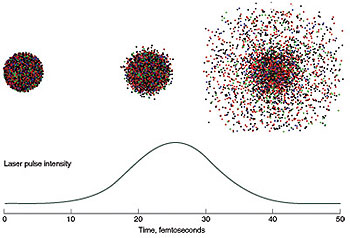 Laser pulse intensity
0 10 20 30 40 50
Time, femtoseconds